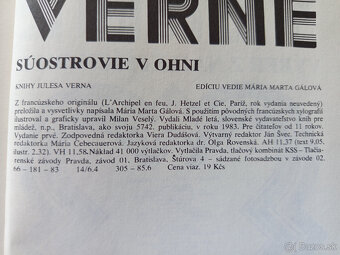 VERNE
SÚOSTROVIE V OHNI
KNIHY JULESA VERNA EDÍCIU VEDIE MÁRIA MARTA GÁLOVÁ
Z francúzskeho originálu (L'Archipel en feu, J. Hetzel et Cie, Paríž, rok vydania neuvedený)
preložila a vysvetlivky napísala Mária Marta Gálová. S použitím pôvodných francúzskych xylografií
ilustroval a graficky upravil Milan Veselý. Vydali Mladé letá, slovenské vydavateľstvo kníh pre
mládež, n.p., Bratislava, ako svoju 5742. publikáciu, v roku 1983. Pre čitateľov od 11 rokov.
Vydanie prvé. Zodpovedná redaktorka Viera Dudášová. Výtvarný redaktor Ján Švec. Technická
redaktorka Mária Čebecauerová. Jazyková redaktorka dr. Oľga Rovenská. AH 11,37 (text 9,05,
ilustr. 2,32). VH 11,58. Náklad 41 000 výtlačkov. Vytlačila Pravda, tlačový kombinát KSS – Tlačia-
renské závody Pravda, závod 01, Bratislava, Štúrova 4 – sádzané fotosadzbou v závode 02.
66 – 181 – 83 14/6.4 305 – 85.6 Cena viaz. 19 Kčs
bazos.sk